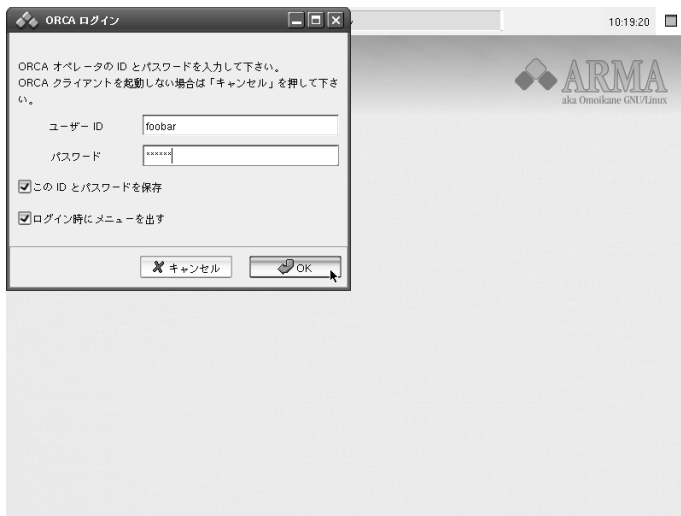 ORCA ログイン
10:19:20
ORCA オペレータの ID とパスワードを入力して下さい。
ORCA クライアントを起動しない場合は「キャンセル」を押して下さ
い。
ARMA
aka Omoikane GNU/Linux
ユーザー ID
foobar
パスワード
******
このID とパスワードを保存
ログイン時にメニューを出す
キャンセル
OK